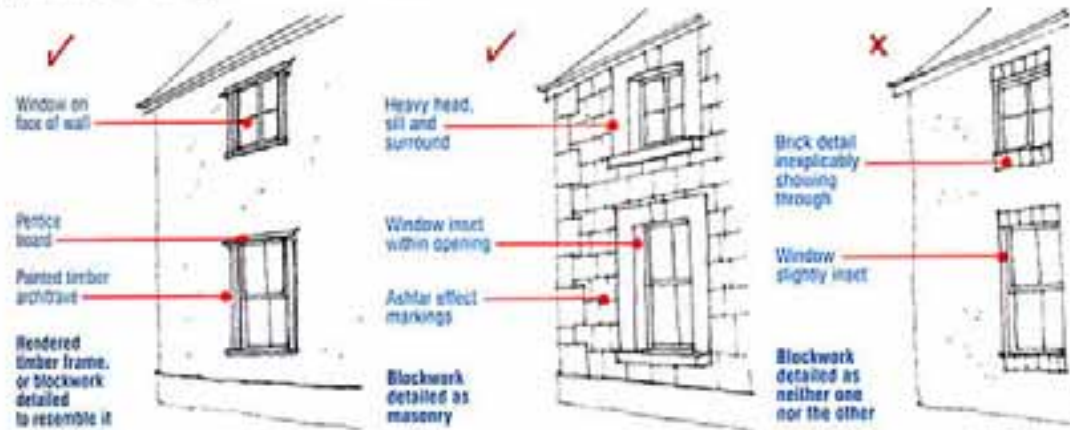 Window on
face of wall
Pentice
board
Painted timber
architrave
Rendered
timber frame,
or blockwork
detailed
to resemble it
Heavy head,
sill and
surround
Window inset
within opening
Ashlar effect
markings
Blockwork
detailed as
masonry
Brick detail
inexplicably
showing
through
Window
slightly inset
Blockwork
detailed as
neither one
nor the other